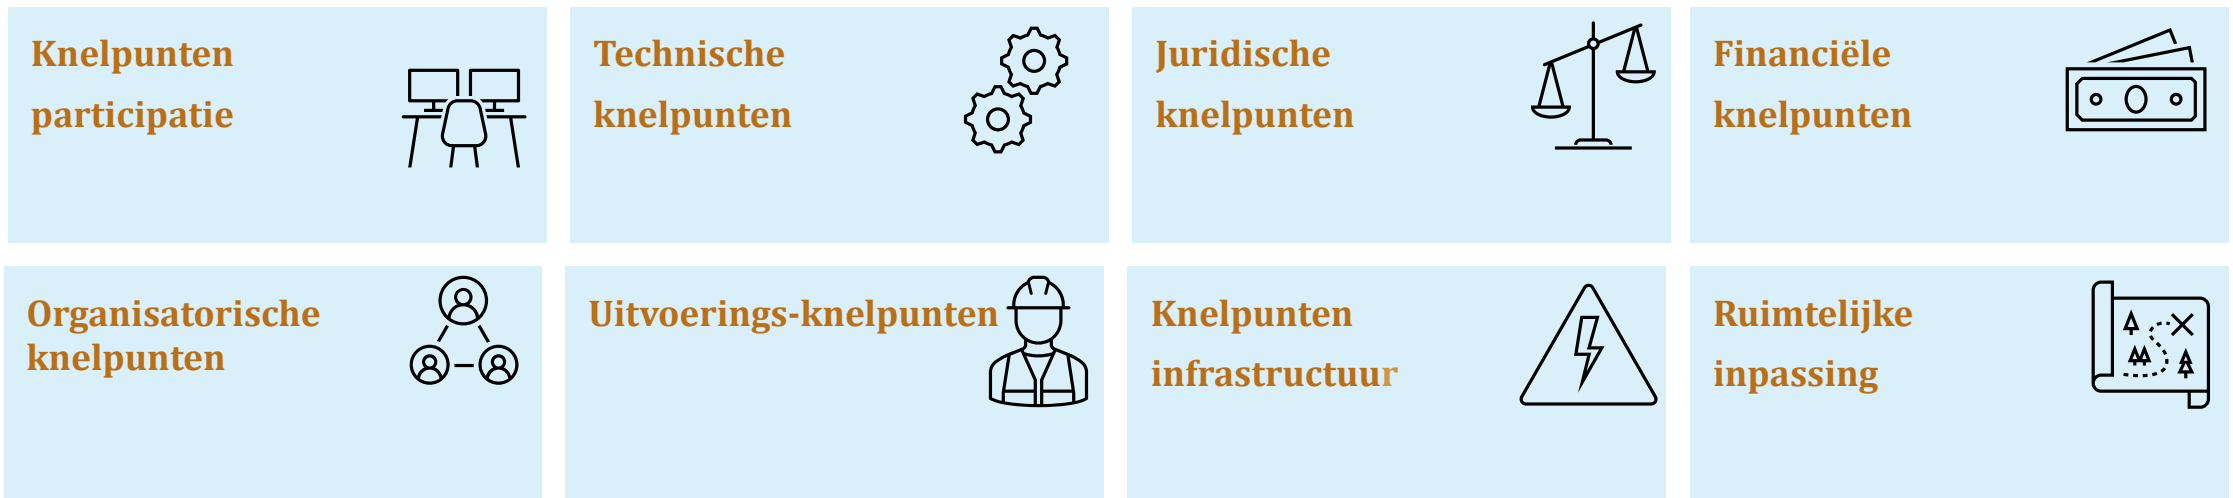 Knelpunten
participatie
Technische
knelpunten
Juridische
knelpunten
Financiële
knelpunten
Organisatorische
knelpunten
Uitvoerings-knelpunten
Knelpunten
infrastructuur
Ruimtelijke
inpassing